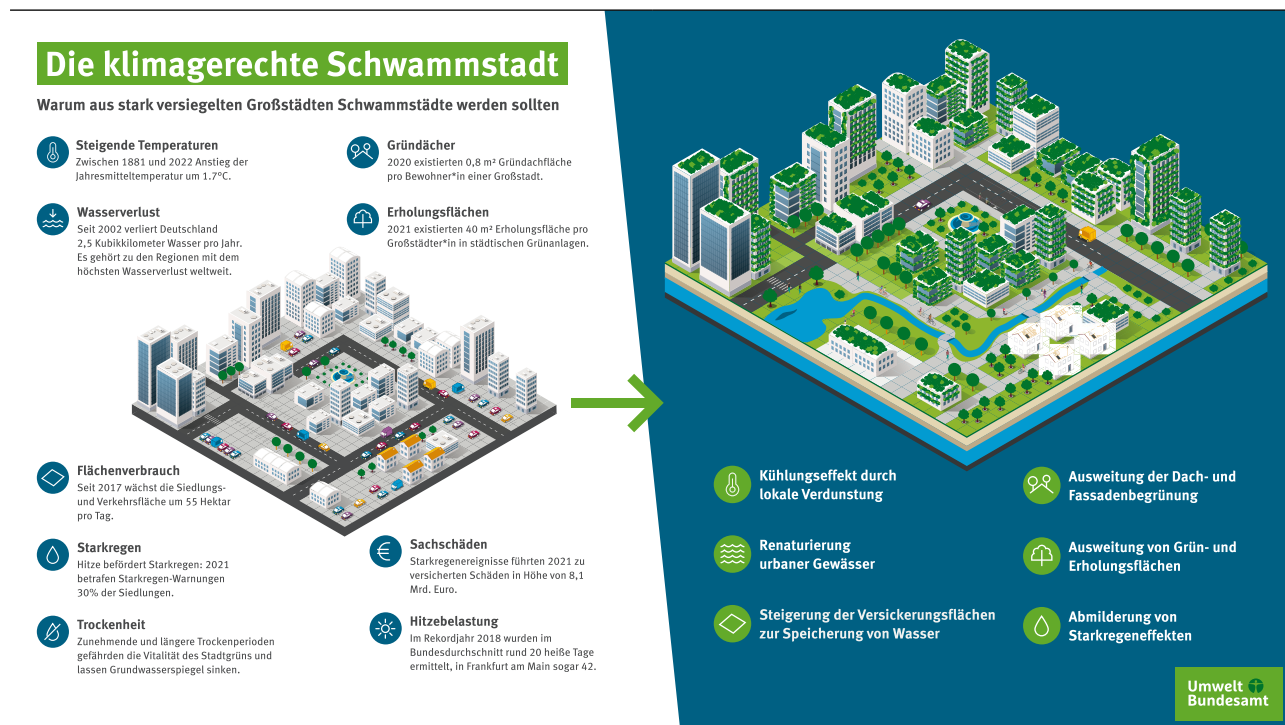 Die klimagerechte Schwammstadt
Warum aus stark versiegelten Großstädten Schwammstädte werden sollten
Steigende Temperaturen
Zwischen 1881 und 2022 Anstieg der
Jahresmitteltemperatur um 1.7°C.
Gründächer
2020 existierten 0,8 m² Gründachfläche
pro Bewohner*in einer Großstadt.
Wasserverlust
Seit 2002 verliert Deutschland
2,5 Kubikkilometer Wasser pro Jahr.
Es gehört zu den Regionen mit dem
höchsten Wasserverlust weltweit.
Erholungsflächen
2021 existierten 40 m² Erholungsfläche pro
Großstädter*in in städtischen Grünanlagen.
Flächenverbrauch
Seit 2017 wächst die Siedlungs-
und Verkehrsfläche um 55 Hektar
pro Tag.
Starkregen
Hitze befördert Starkregen: 2021
betrafen Starkregen-Warnungen
30% der Siedlungen.
Trockenheit
Zunehmende und längere Trockenperioden
gefährden die Vitalität des Stadtgrüns und
lassen Grundwasserspiegel sinken.
Sachschäden
Starkregenereignisse führten 2021 zu
versicherten Schäden in Höhe von 8,1
Mrd. Euro.
Hitzebelastung
Im Rekordjahr 2018 wurden im
Bundesdurchschnitt rund 20 heiße Tage
ermittelt, in Frankfurt am Main sogar 42.
Kühlungseffekt durch
lokale Verdunstung
Renaturierung
urbaner Gewässer
Steigerung der Versickerungsflächen
zur Speicherung von Wasser
Ausweitung der Dach- und
Fassadenbegrünung
Ausweitung von Grün- und
Erholungsflächen
Abmilderung von
Starkregeneffekten
Umwelt
Bundesamt